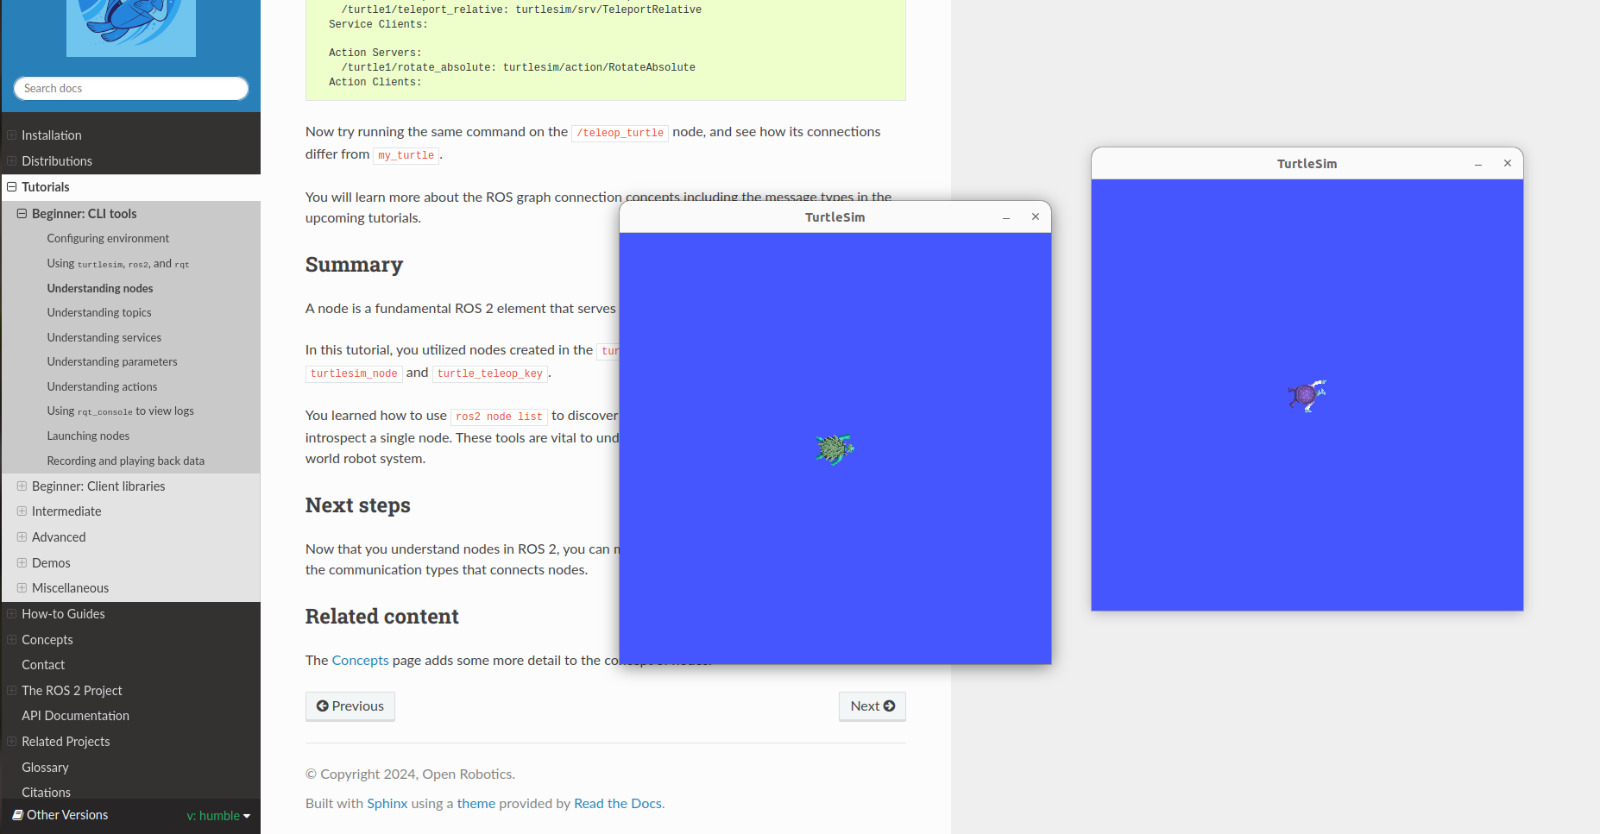 Search docs
Installation
Distributions
Tutorials
Beginner: CLI tools
Configuring environment
Using turtlesim, ros2, and rqt
Understanding nodes
Understanding topics
Understanding services
Understanding parameters
Understanding actions
Using rqt_console to view logs
Launching nodes
Recording and playing back data
Beginner: Client libraries
Intermediate
Advanced
Demos
Miscellaneous
How-to Guides
Concepts
Contact
The ROS 2 Project
API Documentation
Related Projects
Glossary
Citations
Other Versions
v: humble
/turtle1/teleport_relative: turtlesim/srv/TeleportRelative
Service Clients:
Action Servers:
/turtle1/rotate_absolute: turtlesim/action/RotateAbsolute
Action Clients:
Now try running the same command on the /teleop_turtle node, and see how its connections
differ from my_turtle.
You will learn more about the ROS graph connection concepts including the message types in the
upcoming tutorials.
Summary
A node is a fundamental ROS 2 element that serves
In this tutorial, you utilized nodes created in the
turtlesim_node and turtle_teleop_key.
You learned how to use ros2 node list to discover
introspect a single node. These tools are vital to
world robot system.
Next steps
Now that you understand nodes in ROS 2, you can
the communication types that connects nodes.
Related content
The Concepts page adds some more detail to the concept of nodes.
Previous
Next
© Copyright 2024, Open Robotics.
Built with Sphinx using a theme provided by Read the Docs.
TurtleSim
TurtleSim